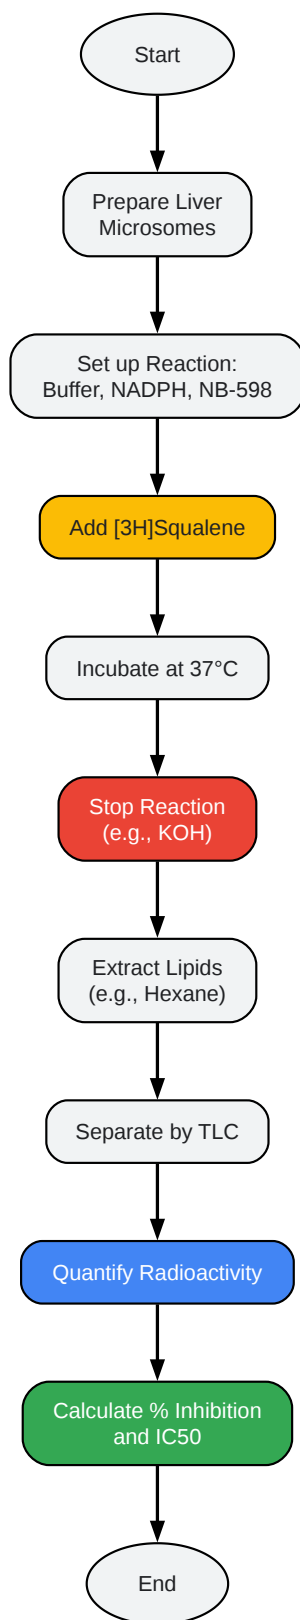 Start
Prepare Liver
Microsomes
Set up Reaction:
Buffer, NADPH, NB-598
Add [3H]Squalene
Incubate at 37°C
Stop Reaction
(e.g., KOH)
Extract Lipids
(e.g., Hexane)
Separate by TLC
Quantify Radioactivity
Calculate % Inhibition
and IC50
End